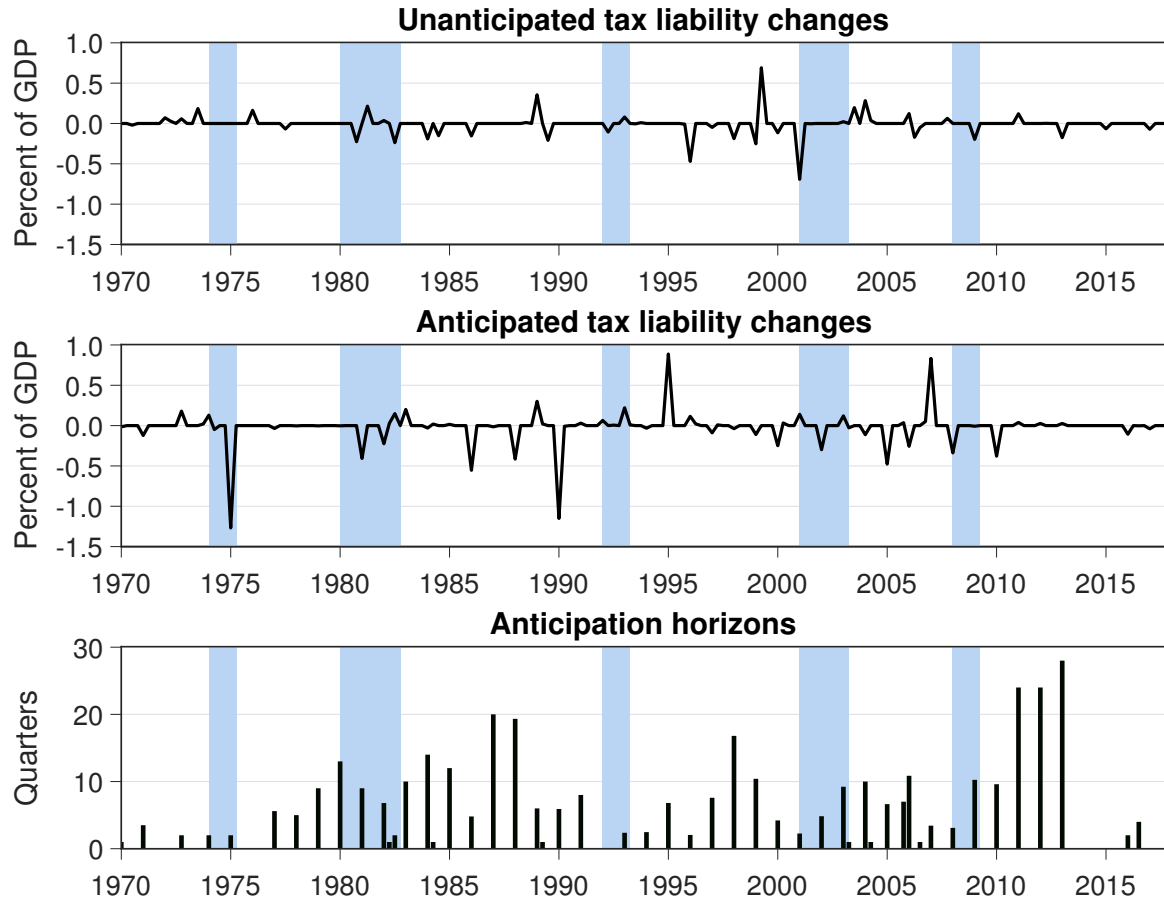 Unanticipated tax liability changes
Percent of GDP
1.0
0.5
0.0
-0.5
-1.0
-1.5
1970 1975 1980 1985 1990 1995 2000 2005 2010 2015
Anticipated tax liability changes
Percent of GDP
1.0
0.5
0.0
-0.5
-1.0
-1.5
1970 1975 1980 1985 1990 1995 2000 2005 2010 2015
Anticipation horizons
Quarters
30
20
10
0
1970 1975 1980 1985 1990 1995 2000 2005 2010 2015